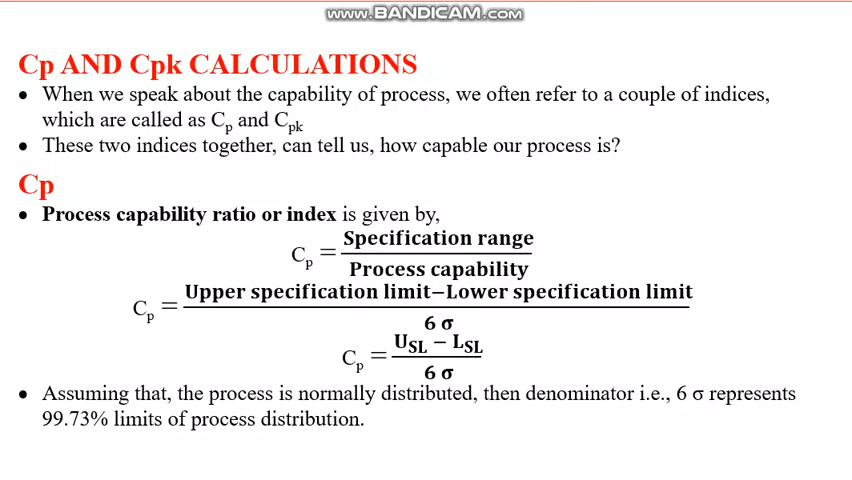 www.BANDICAM.com
Cp AND Cpk CALCULATIONS
• When we speak about the capability of process, we often refer to a couple of indices,
which are called as Cp and Cpk
• These two indices together, can tell us, how capable our process is?
Cp
• Process capability ratio or index is given by,
Cp = Specification range
Process capability
Cp = Upper specification limit−Lower specification limit
6 σ
Cp = USL − LSL
6 σ
• Assuming that, the process is normally distributed, then denominator i.e., 6 σ represents
99.73% limits of process distribution.